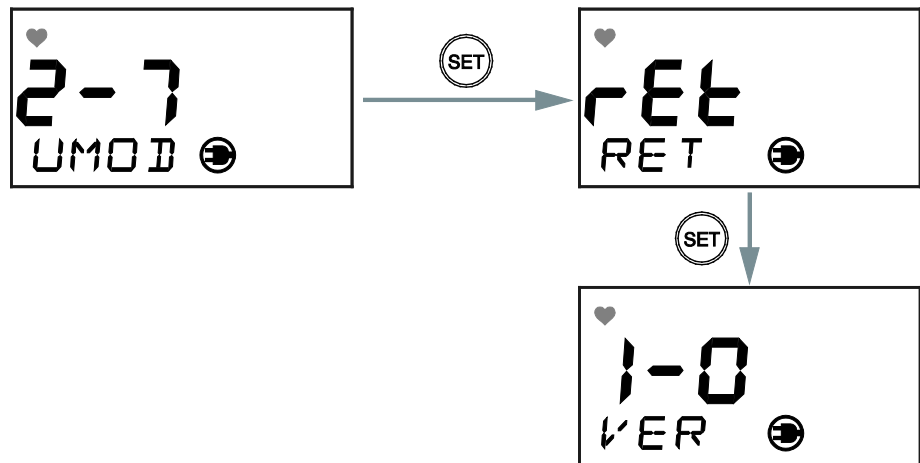 2-7
UMOD
SET
rEt
RET
SET
1-0
VER